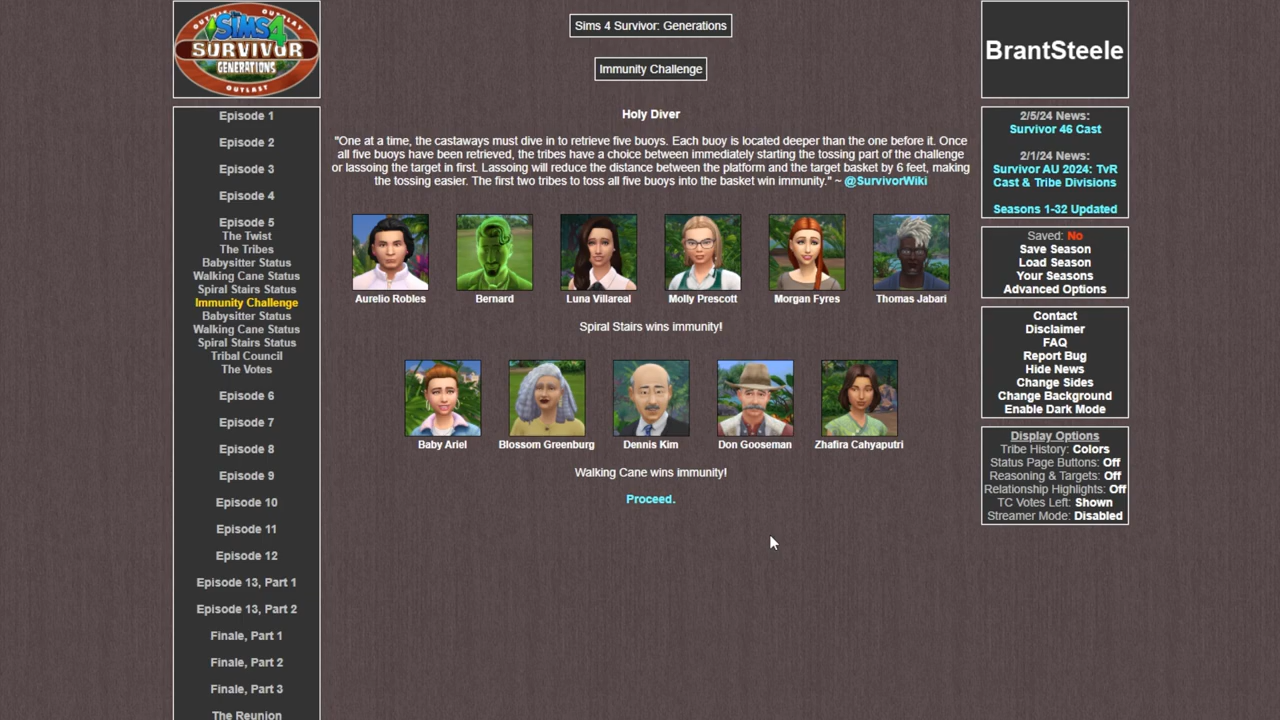 OUTWIT OUTPLAY
THE SIMS 4
SURVIVOR
GENERATIONS
OUTLAST
Episode 1
Episode 2
Episode 3
Episode 4
Episode 5
The Twist
The Tribes
Babysitter Status
Walking Cane Status
Spiral Stairs Status
Immunity Challenge
Babysitter Status
Walking Cane Status
Spiral Stairs Status
Tribal Council
The Votes
Episode 6
Episode 7
Episode 8
Episode 9
Episode 10
Episode 11
Episode 12
Episode 13, Part 1
Episode 13, Part 2
Finale, Part 1
Finale, Part 2
Finale, Part 3
The Reunion
Sims 4 Survivor: Generations
Immunity Challenge
Holy Diver
"One at a time, the castaways must dive in to retrieve five buoys. Each buoy is located deeper than the one before it. Once
all five buoys have been retrieved, the tribes have a choice between immediately starting the tossing part of the challenge
or lassoing the target in first. Lassoing will reduce the distance between the platform and the target basket by 6 feet, making
the tossing easier. The first two tribes to toss all five buoys into the basket win immunity." ~ @SurvivorWiki
Aurelio Robles Bernard Luna Villareal Molly Prescott Morgan Fyres Thomas Jabari
Spiral Stairs wins immunity!
Baby Ariel Blossom Greenburg Dennis Kim Don Gooseman Zhafira Cahyaputri
Walking Cane wins immunity!
Proceed.
BrantSteele
2/5/24 News:
Survivor 46 Cast
2/1/24 News:
Survivor AU 2024: TvR
Cast & Tribe Divisions
Seasons 1-32 Updated
Saved: No
Save Season
Load Season
Your Seasons
Advanced Options
Contact
Disclaimer
FAQ
Report Bug
Hide News
Change Sides
Change Background
Enable Dark Mode
Display Options
Tribe History: Colors
Status Page Buttons: Off
Reasoning & Targets: Off
Relationship Highlights: Off
TC Votes Left: Shown
Streamer Mode: Disabled